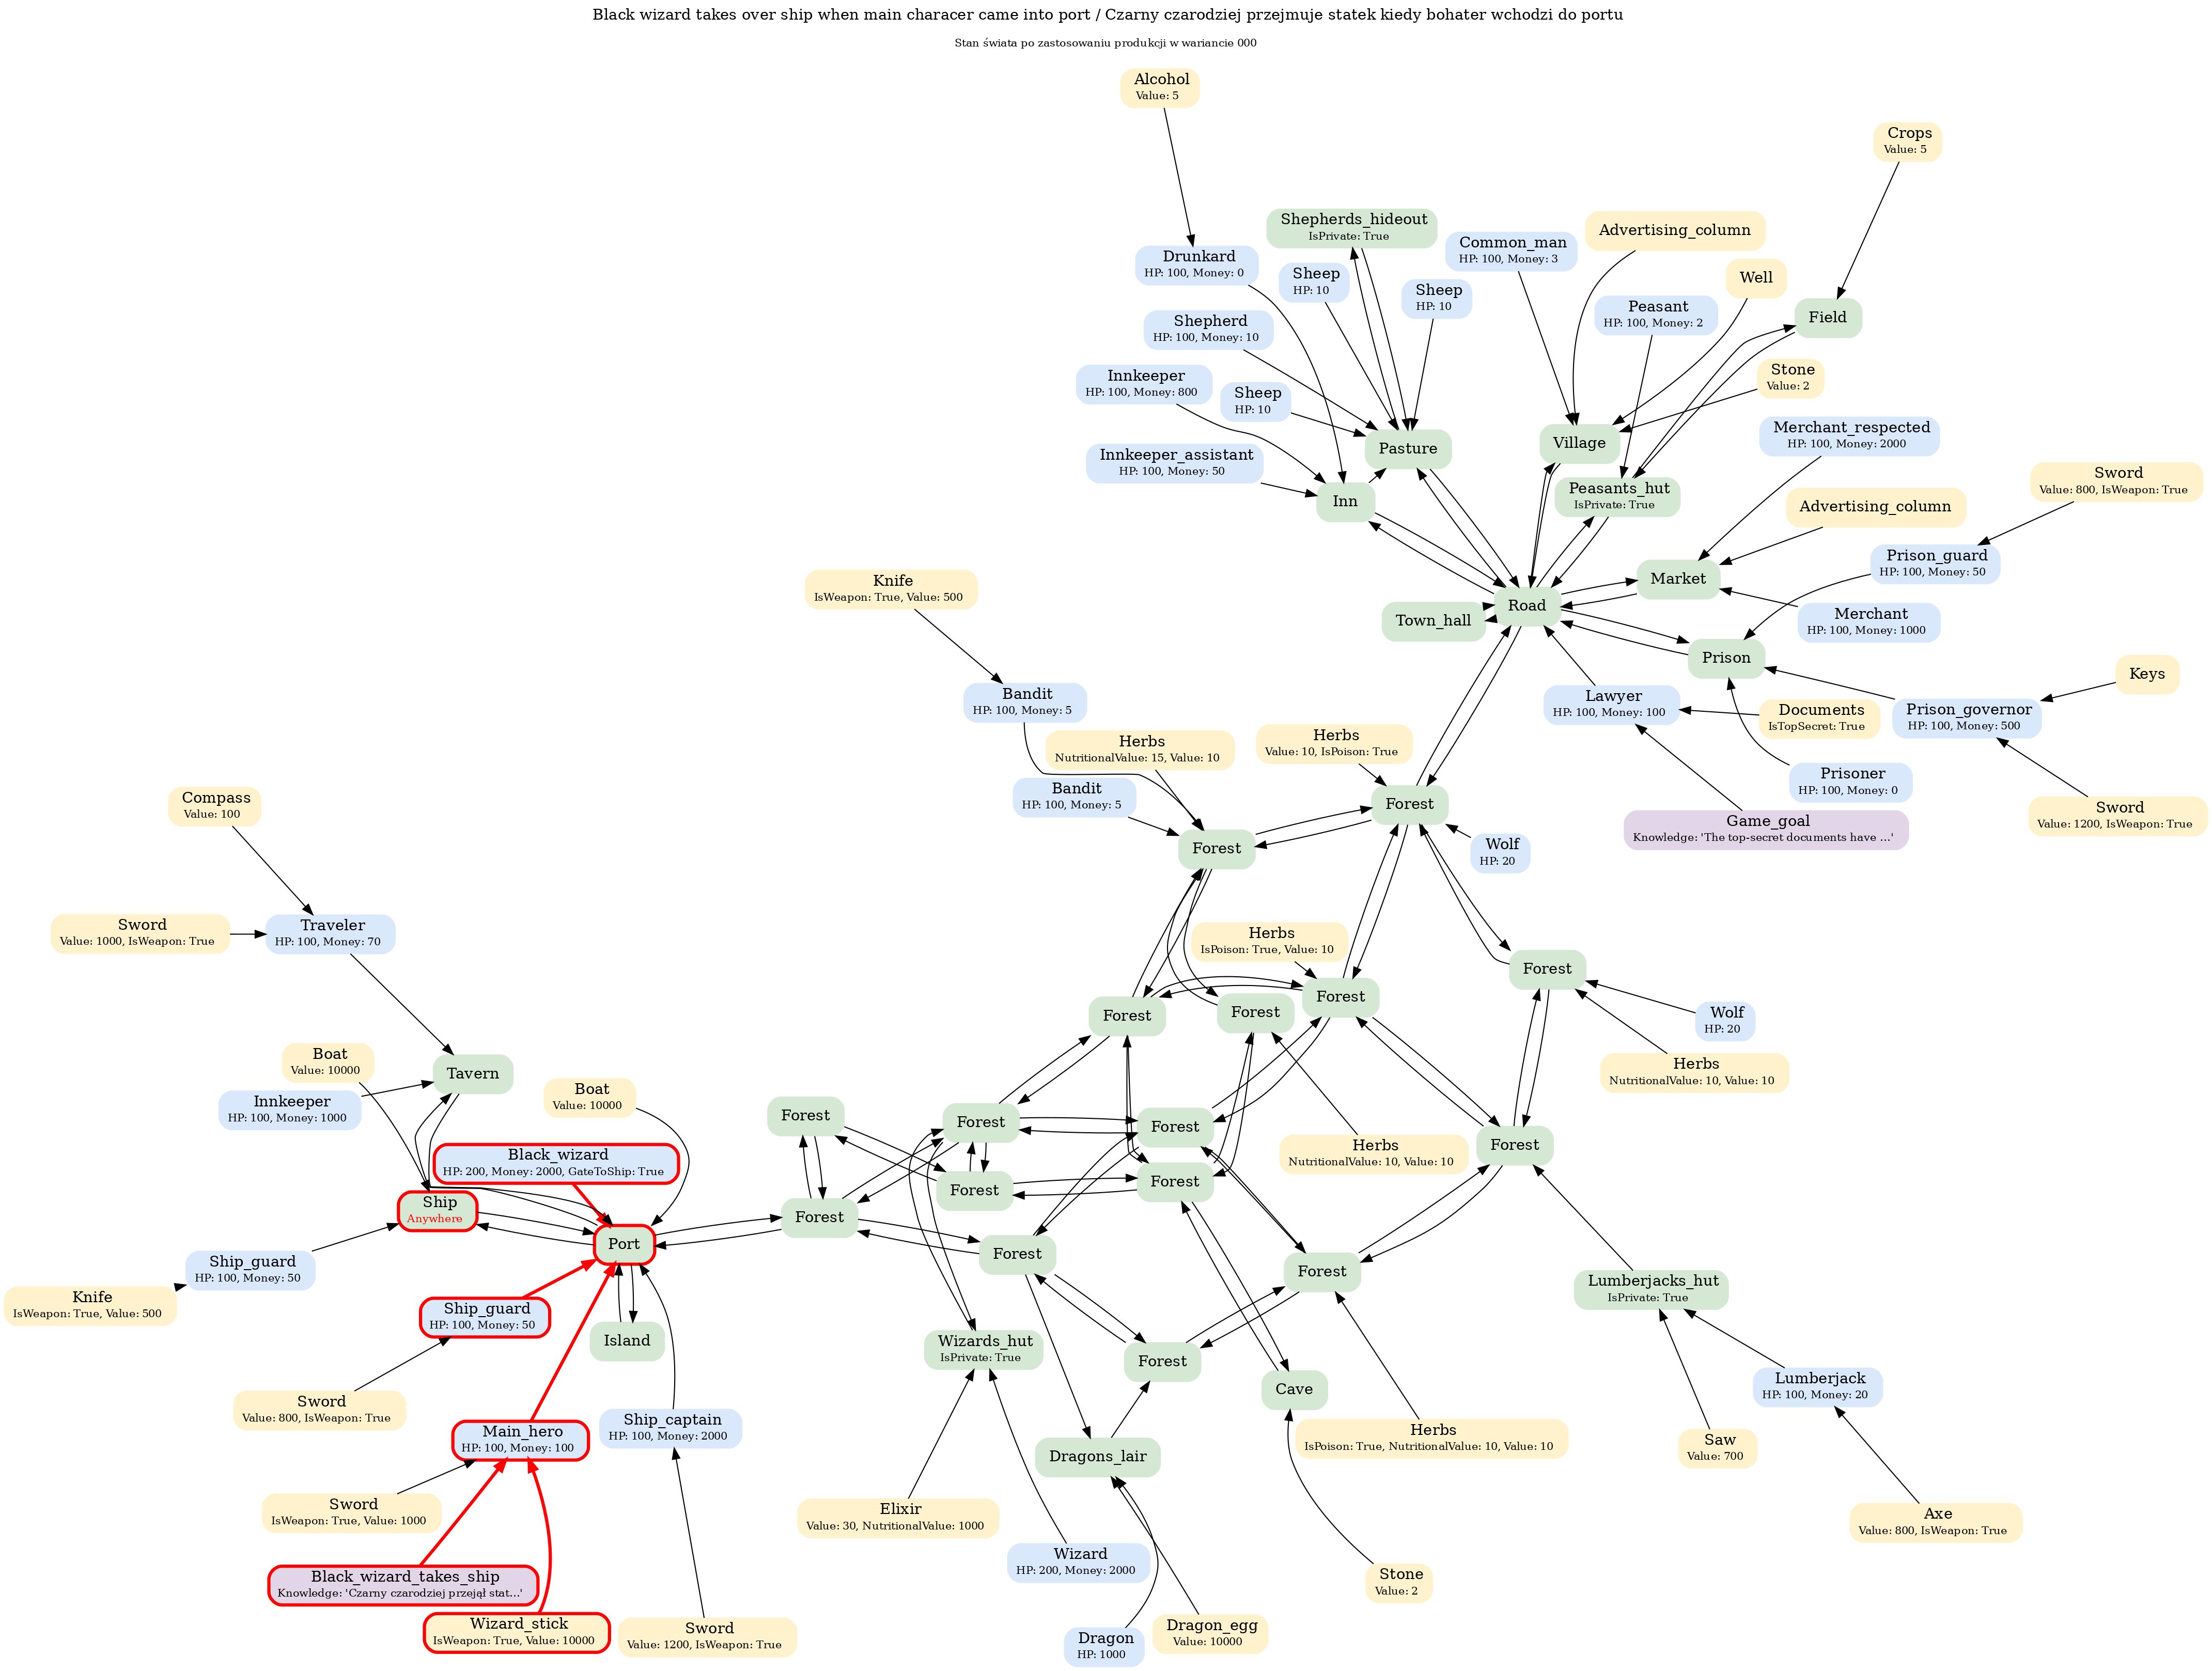 Black wizard takes over ship when main characer came into port / Czarny czarodziej przejmuje statek kiedy bohater wchodzi do portu
Stan świata po zastosowaniu produkcji w wariancie 000
Alcohol
Value: 5
Crops
Value: 5
Shepherds_hideout
IsPrivate: True
Common_man
HP: 100, Money: 3
Advertising_column
Drunkard
HP: 100, Money: 0
Sheep
HP: 10
Sheep
HP: 10
Well
Peasant
HP: 100, Money: 2
Field
Shepherd
HP: 100, Money: 10
Innkeeper
HP: 100, Money: 800
Sheep
HP: 10
Stone
Value: 2
Innkeeper_assistant
HP: 100, Money: 50
Pasture
Village
Merchant_respected
HP: 100, Money: 2000
Inn
Peasants_hut
IsPrivate: True
Sword
Value: 800, IsWeapon: True
Advertising_column
Knife
IsWeapon: True, Value: 500
Market
Prison_guard
HP: 100, Money: 50
Town_hall
Road
Merchant
HP: 100, Money: 1000
Prison
Keys
Bandit
HP: 100, Money: 5
Lawyer
HP: 100, Money: 100
Documents
IsTopSecret: True
Prison_governor
HP: 100, Money: 500
Herbs
NutritionalValue: 15, Value: 10
Herbs
Value: 10, IsPoison: True
Bandit
HP: 100, Money: 5
Prisoner
HP: 100, Money: 0
Compass
Value: 100
Forest
Game_goal
Knowledge: 'The top-secret documents have ...'
Sword
Value: 1200, IsWeapon: True
Forest
Wolf
HP: 20
Sword
Value: 1000, IsWeapon: True
Traveler
HP: 100, Money: 70
Herbs
IsPoison: True, Value: 10
Forest
Forest
Forest
Forest
Wolf
HP: 20
Boat
Value: 10000
Tavern
Herbs
NutritionalValue: 10, Value: 10
Innkeeper
HP: 100, Money: 1000
Boat
Value: 10000
Forest
Forest
Forest
Forest
Herbs
NutritionalValue: 10, Value: 10
Black_wizard
HP: 200, Money: 2000, GateToShip: True
Forest
Forest
Ship
Anywhere
Forest
Port
Forest
Ship_guard
HP: 100, Money: 50
Forest
Lumberjacks_hut
IsPrivate: True
Knife
IsWeapon: True, Value: 500
Ship_guard
HP: 100, Money: 50
Island
Wizards_hut
IsPrivate: True
Forest
Cave
Sword
Value: 800, IsWeapon: True
Lumberjack
HP: 100, Money: 20
Main_hero
HP: 100, Money: 100
Ship_captain
HP: 100, Money: 2000
Dragons_lair
Herbs
IsPoison: True, NutritionalValue: 10, Value: 10
Saw
Value: 700
Sword
IsWeapon: True, Value: 1000
Elixir
Value: 30, NutritionalValue: 1000
Axe
Value: 800, IsWeapon: True
Wizard
HP: 200, Money: 2000
Black_wizard_takes_ship
Knowledge: 'Czarny czarodziej przejął stat...'
Stone
Value: 2
Wizard_stick
IsWeapon: True, Value: 10000
Sword
Value: 1200, IsWeapon: True
Dragon
HP: 1000
Dragon_egg
Value: 10000